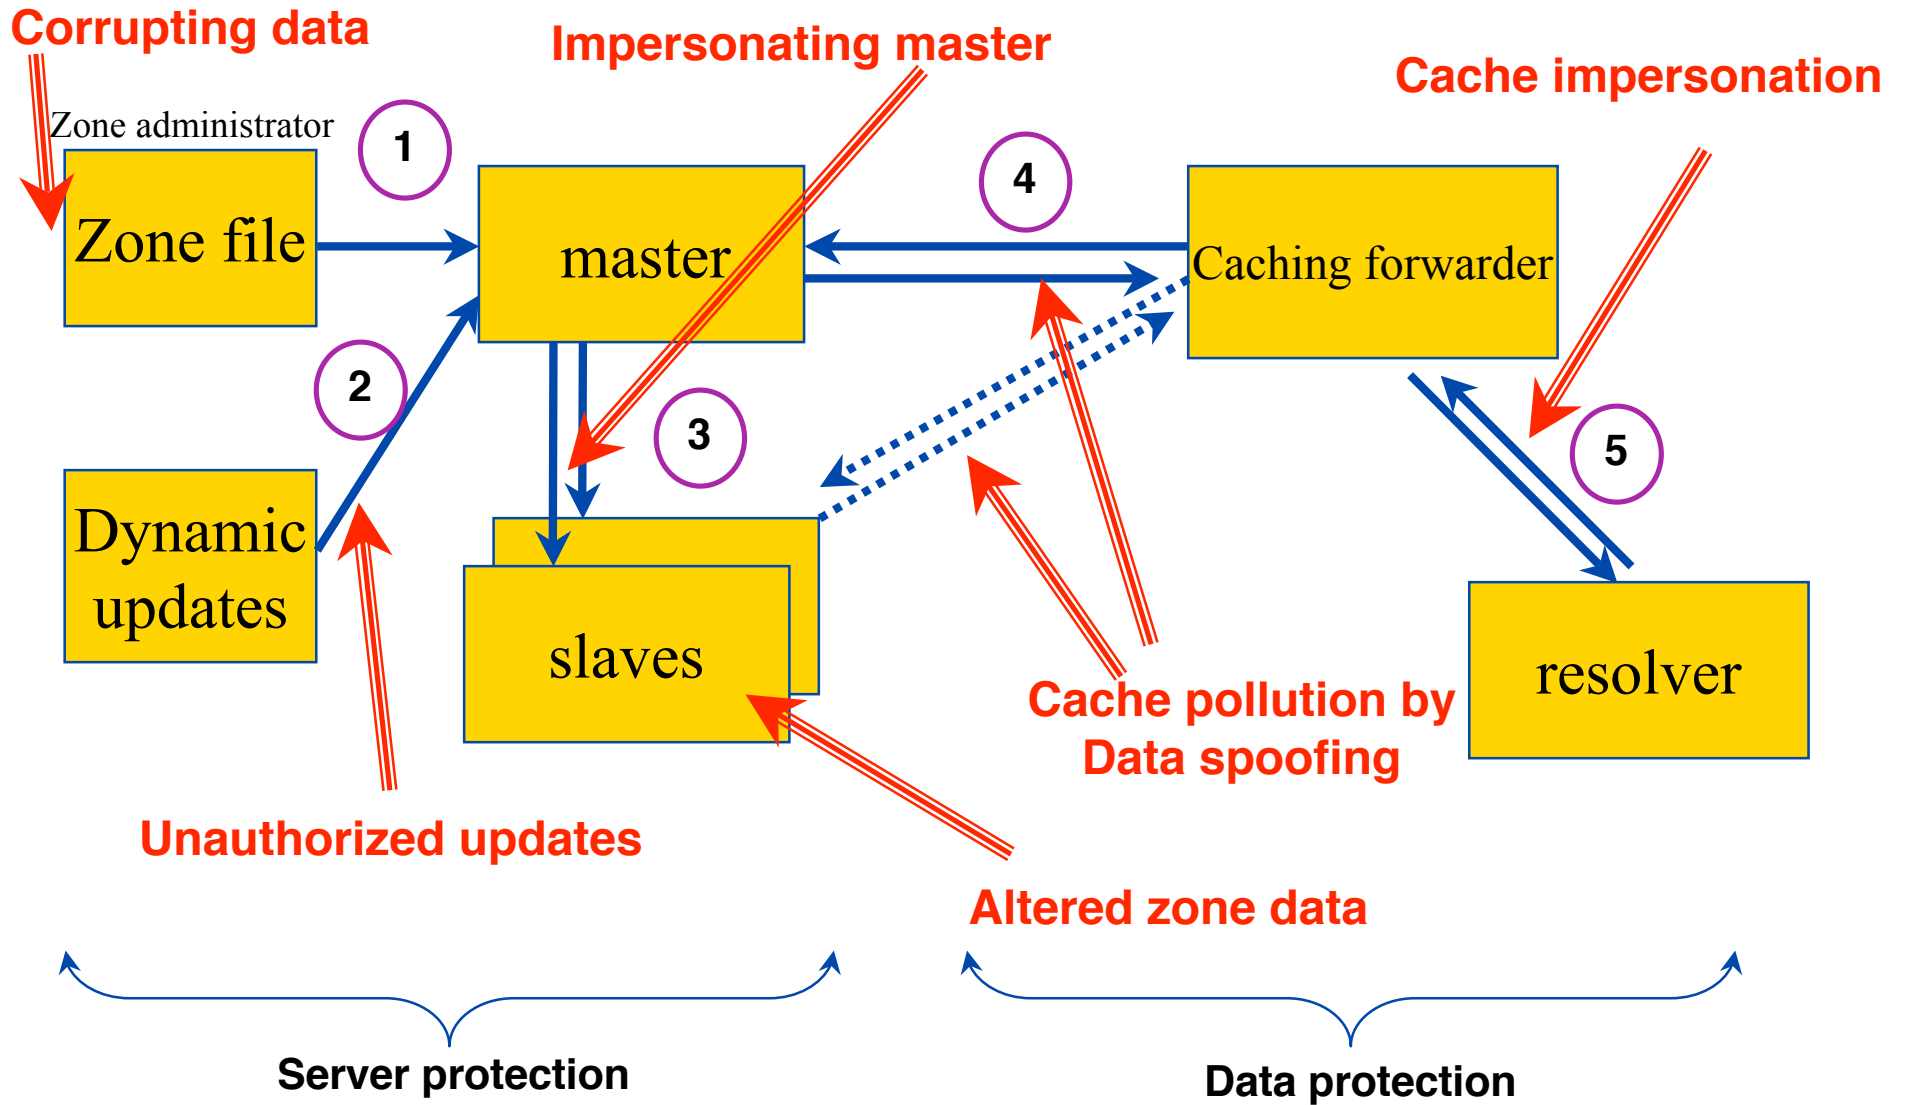 Corrupting data
Impersonating master
Cache impersonation
Zone administrator
1
4
Zone file
master
Caching forwarder
2
3
5
Dynamic
updates
slaves
resolver
Cache pollution by
Data spoofing
Unauthorized updates
Altered zone data
Server protection
Data protection